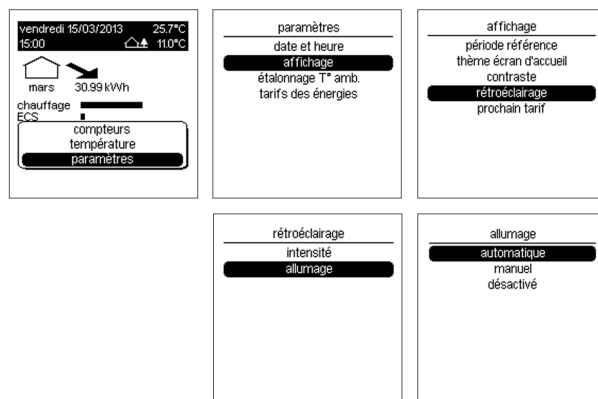 vendredi 15/03/2013 25.7°C
15:00 11.0°C
mars 30.99 kWh
chauffage
ECS
compteurs
température
paramètres
paramètres
date et heure
affichage
étalonnage T° amb.
tarifs des énergies
affichage
période référence
thème écran d'accueil
contraste
rétroéclairage
prochain tarif
rétroéclairage
intensité
allumage
allumage
automatique
manuel
désactivé